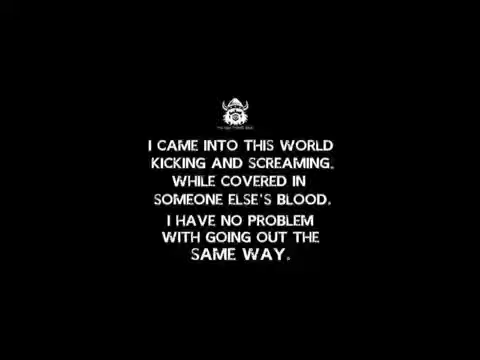 I CAME INTO THIS WORLD
KICKING AND SCREAMING.
WHILE COVERED IN
SOMEONE ELSE'S BLOOD.
I HAVE NO PROBLEM
WITH GOING OUT THE
SAME WAY.